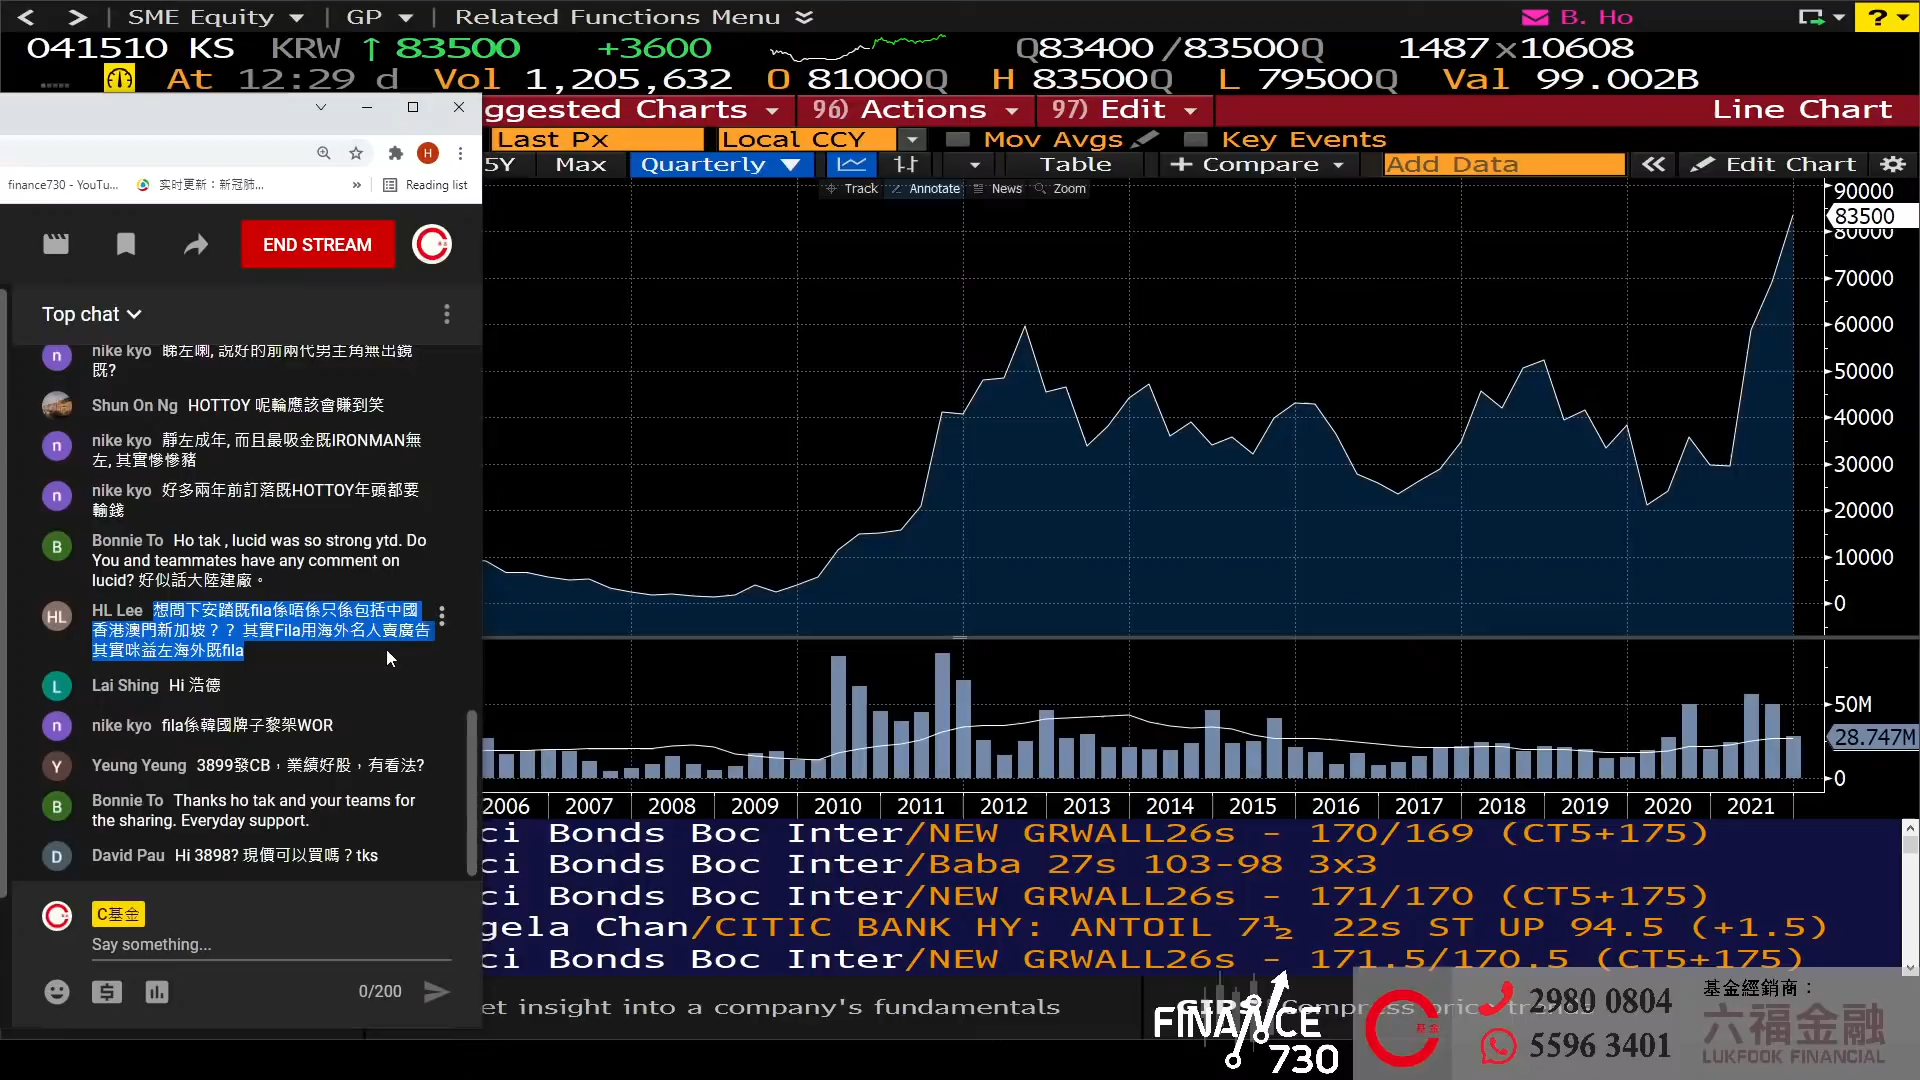 SME Equity
GP
Related Functions Menu
B. Ho
?
041510 KS KRW ↑ 83500 +3600 Q83400 /83500Q 1487×10608
At 12:29 d Vol 1,205,632 O 81000Q H 83500Q L 79500Q Val 99.002B
ggested Charts 96) Actions 97) Edit Line Chart
Last Px Local CCY Mov Avgs Key Events
5Y Max Quarterly Table + Compare Add Data « Edit Chart
Track Annotate News Zoom
H
finance730 - YouTu...
实时更新：新冠肺...
»
Reading list
END STREAM
Top chat
nike kyo 睇左喇, 說好的前兩代男主角無出鏡
既?
Shun On Ng HOTTOY 呢輪應該會賺到笑
nike kyo 靜左成年, 而且最吸金既IRONMAN無
左, 其實慘慘豬
nike kyo 好多兩年前訂落既HOTTOY年頭都要
輸錢
Bonnie To Ho tak , lucid was so strong ytd. Do
You and teammates have any comment on
lucid? 好似話大陸建廠。
HL Lee 想問下安踏既fila係唔係只係包括中國
香港澳門新加坡？？ 其實Fila用海外名人賣廣告
其實咪益左海外既fila
Lai Shing Hi 浩德
nike kyo fila係韓國牌子黎架WOR
Yeung Yeung 3899發CB，業績好股，有看法?
Bonnie To Thanks ho tak and your teams for
the sharing. Everyday support.
David Pau Hi 3898? 現價可以買嗎？tks
C基金
Say something...
0/200
90000
83500
80000
70000
60000
50000
40000
30000
20000
10000
0
50M
28.747M
0
2006 2007 2008 2009 2010 2011 2012 2013 2014 2015 2016 2017 2018 2019 2020 2021
ci Bonds Boc Inter/NEW GRWALL26s - 170/169 (CT5+175)
ci Bonds Boc Inter/Baba 27s 103-98 3x3
ci Bonds Boc Inter/NEW GRWALL26s - 171/170 (CT5+175)
gela Chan/CITIC BANK HY: ANTOIL 7½ 22s ST UP 94.5 (+1.5)
ci Bonds Boc Inter/NEW GRWALL26s - 171.5/170.5 (CT5+175)
et insight into a company's fundamentals
FINANCE
730
基金
2980 0804
5596 3401
基金經銷商：
六福金融
LUKFOOK FINANCIAL